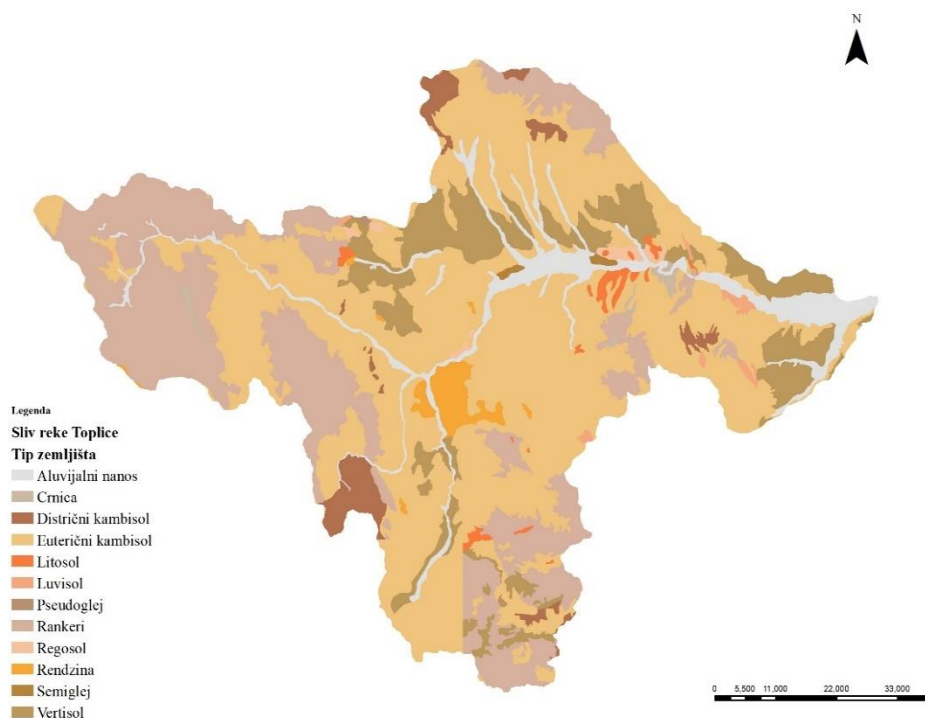 N
Legenda
Sliv reke Toplice
Tip zemljišta
Aluvijalni nanos
Crnica
Distrični kambisol
Euterični kambisol
Litosol
Luvisol
Pseudoglej
Rankeri
Regosol
Rendzina
Semiglej
Vertisol
0 5,500 11,000 22,000 33,000